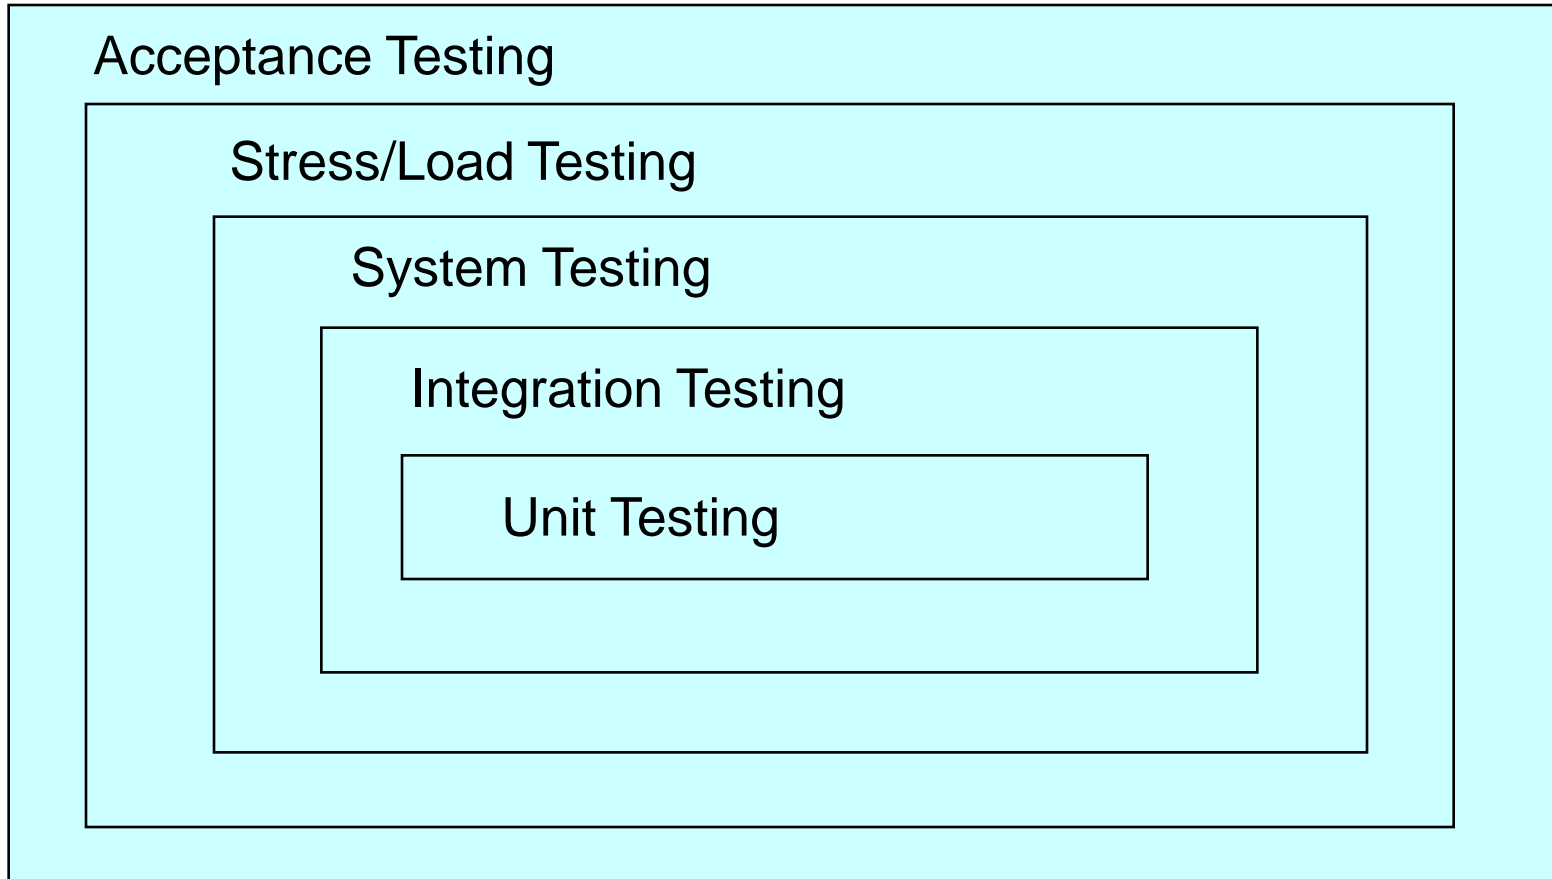 Acceptance Testing
Stress/Load Testing
System Testing
Integration Testing
Unit Testing